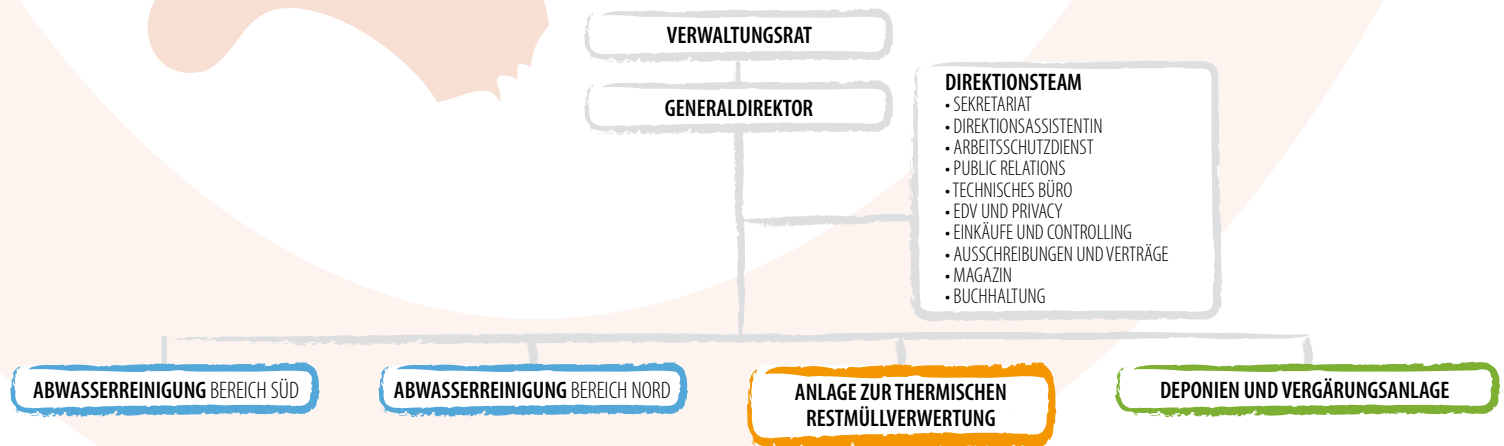 VERWALTUNGSRAT
GENERALDIREKTOR
DIREKTIONSTEAM
• SEKRETARIAT
• DIREKTIONSASSISTENTIN
• ARBEITSSCHUTZDIENST
• PUBLIC RELATIONS
• TECHNISCHES BÜRO
• EDV UND PRIVACY
• EINKÄUFE UND CONTROLLING
• AUSSCHREIBUNGEN UND VERTRÄGE
• MAGAZIN
• BUCHHALTUNG
ABWASSERREINIGUNG BEREICH SÜD
ABWASSERREINIGUNG BEREICH NORD
ANLAGE ZUR THERMISCHEN
RESTMÜLLVERWERTUNG
DEPONIEN UND VERGÄRUNGSANLAGE